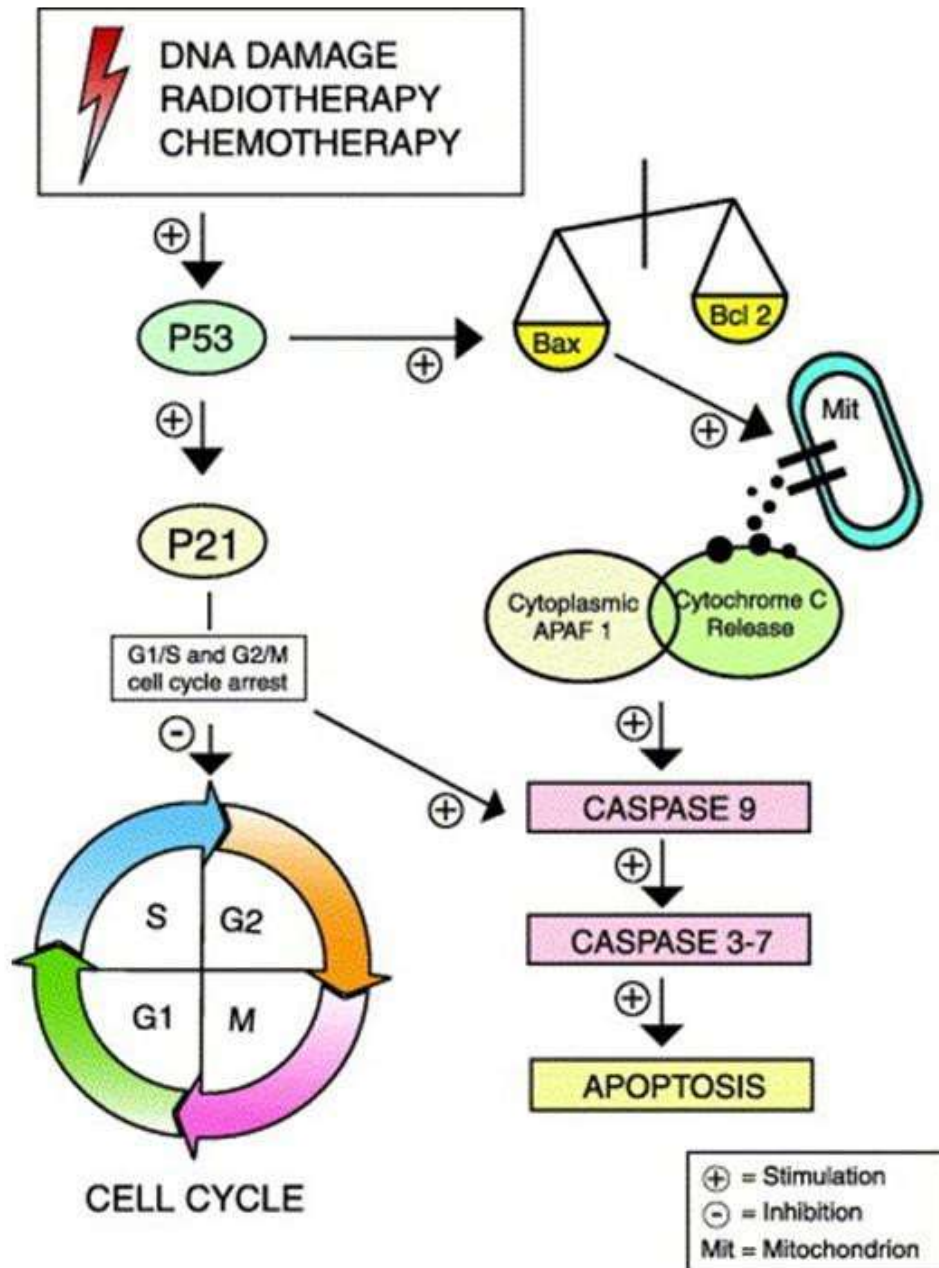 DNA DAMAGE
RADIOTHERAPY
CHEMOTHERAPY
+
P53
+
Bax
Bcl 2
+
Mit
+
P21
Cytoplasmic
APAF 1
Cytochrome C
Release
G1/S and G2/M
cell cycle arrest
-
+
+
CASPASE 9
+
CASPASE 3-7
+
APOPTOSIS
S
G2
G1
M
CELL CYCLE
+ = Stimulation
- = Inhibition
Mit = Mitochondrion